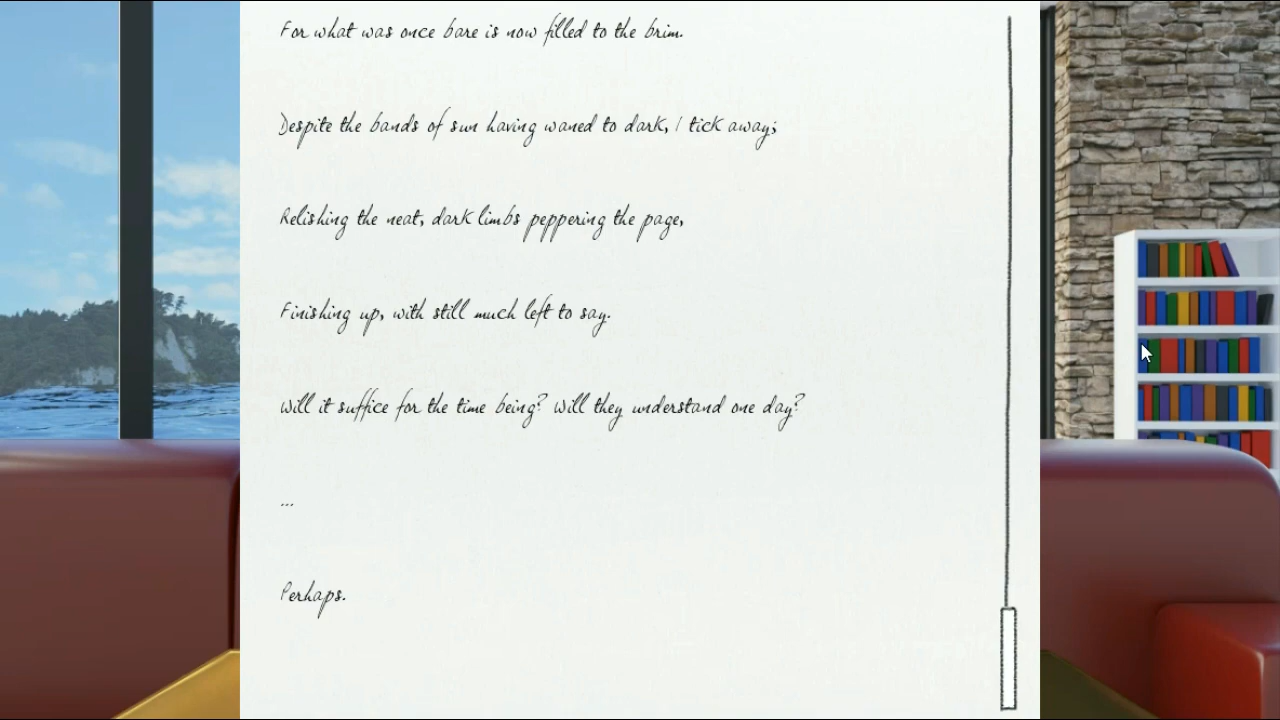 For what was once bare is now filled to the brim.
Despite the bands of sun having waned to dark, I tick away;
Relishing the neat, dark limbs peppering the page,
Finishing up, with still much left to say.
Will it suffice for the time being? Will they understand one day?
...
Perhaps.